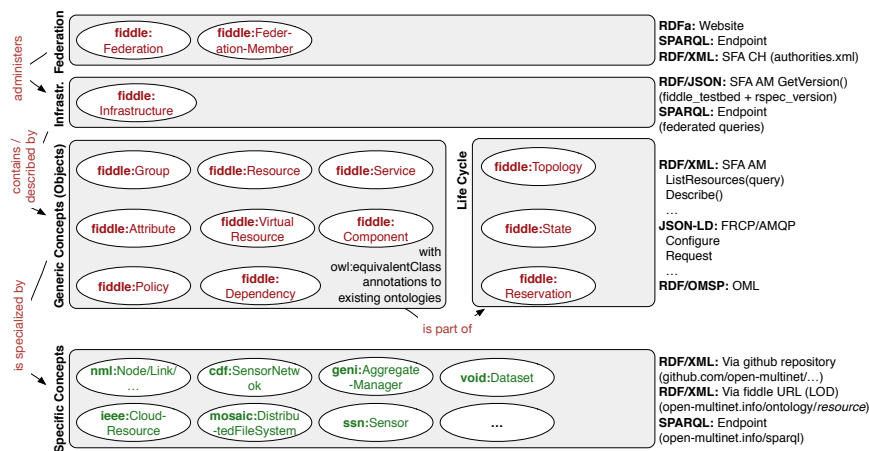 administers
contains /
described by
is specialized by
Federation
fiddle:
Federation
fiddle:Feder-
ation-Member
RDFa: Website
SPARQL: Endpoint
RDF/XML: SFA CH (authorities.xml)
Infrastr.
fiddle:
Infrastructure
RDF/JSON: SFA AM GetVersion()
(fiddle_testbed + rspec_version)
SPARQL: Endpoint
(federated queries)
Generic Concepts (Objects)
fiddle:Group
fiddle:Resource
fiddle:Service
fiddle:Attribute
fiddle:Virtual
Resource
fiddle:
Component
fiddle:Policy
fiddle:
Dependency
with
owl:equivalentClass
annotations to
existing ontologies
Life Cycle
fiddle:Topology
fiddle:State
fiddle:
Reservation
is part of
RDF/XML: SFA AM
ListResources(query)
Describe()
...
JSON-LD: FRCP/AMQP
Configure
Request
...
RDF/OMSP: OML
Specific Concepts
nml:Node/Link/
...
cdf:SensorNetw
ok
geni:Aggregate
-Manager
void:Dataset
ieee:Cloud-
Resource
mosaic:Distribu
-tedFileSystem
ssn:Sensor
...
RDF/XML: Via github repository
(github.com/open-multinet/...)
RDF/XML: Via fiddle URL (LOD)
(open-multinet.info/ontology/resource)
SPARQL: Endpoint
(open-multinet.info/sparql)